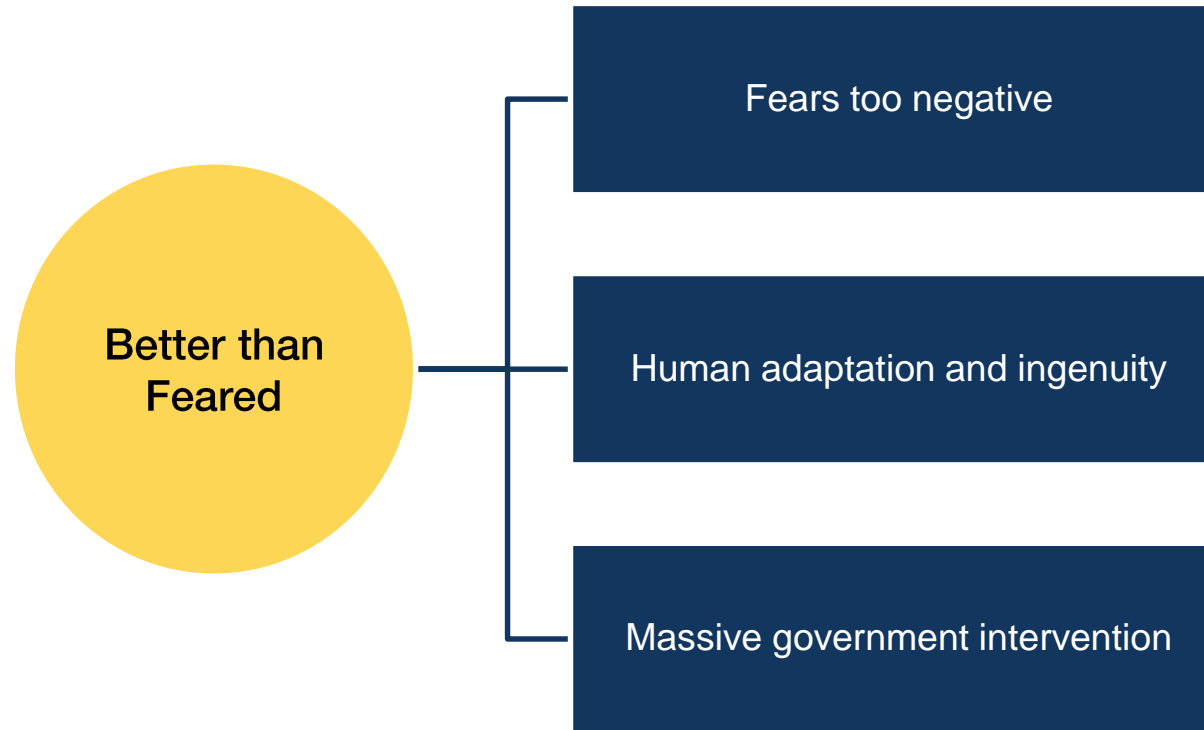 Better than
Feared
Fears too negative
Human adaptation and ingenuity
Massive government intervention